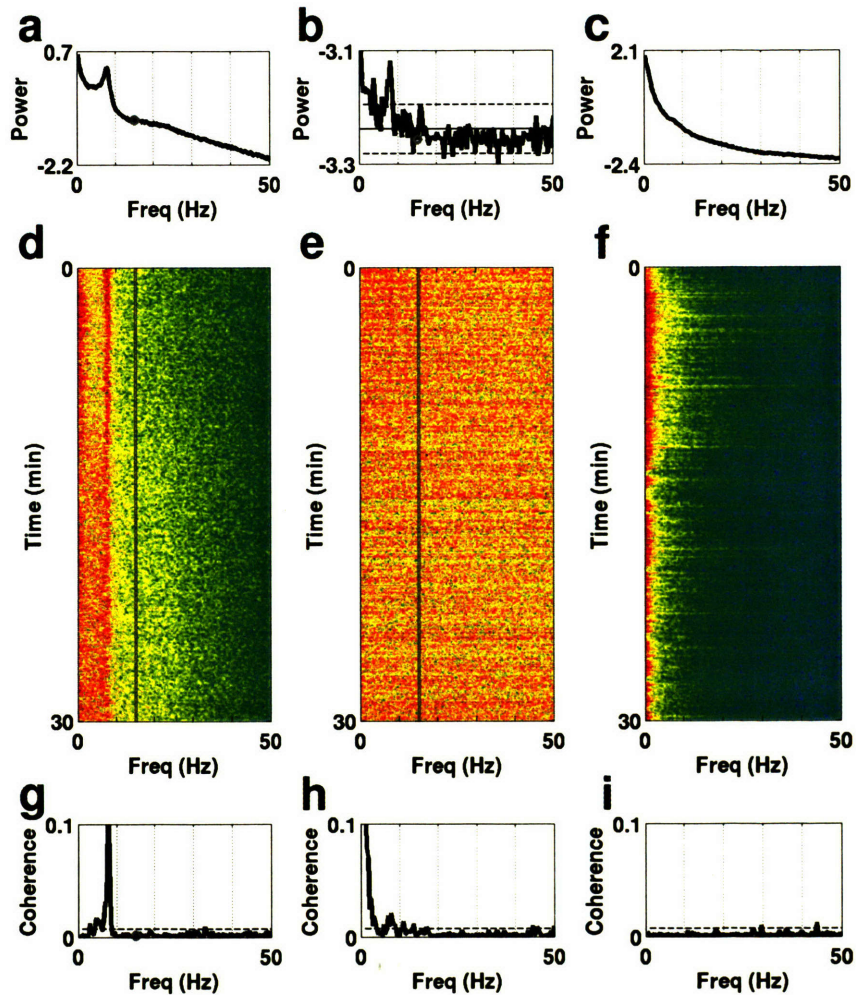 a b c
0.7 -3.1 2.1
Power Power Power
-2.2 -3.3 -2.4
0 50 0 50 0 50
Freq (Hz) Freq (Hz) Freq (Hz)
d e f
0 0 0
Time (min) Time (min) Time (min)
30 30 30
0 50 0 50 0 50
Freq (Hz) Freq (Hz) Freq (Hz)
g h i
0.1 0.1 0.1
Coherence Coherence Coherence
0 0 0
0 50 0 50 0 50
Freq (Hz) Freq (Hz) Freq (Hz)